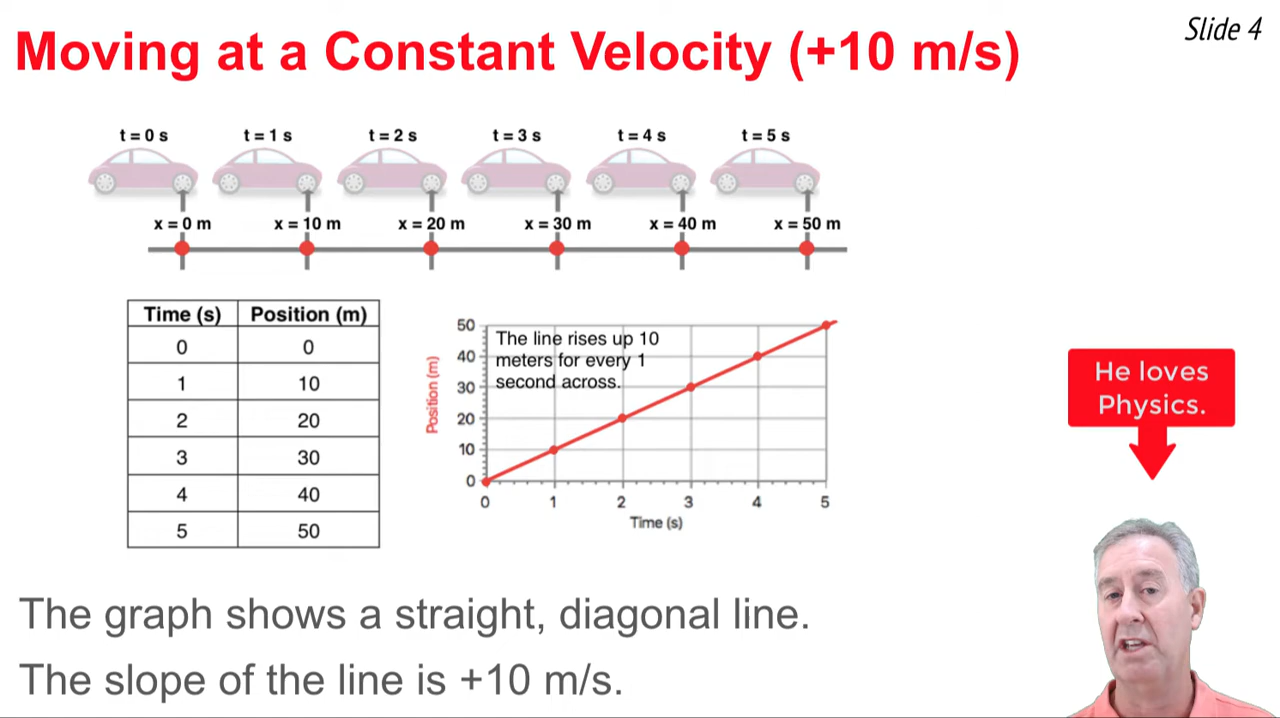 Slide 4
Moving at a Constant Velocity (+10 m/s)
t = 0 s t = 1 s t = 2 s t = 3 s t = 4 s t = 5 s
x = 0 m x = 10 m x = 20 m x = 30 m x = 40 m x = 50 m
Time (s) Position (m)
0 0
1 10
2 20
3 30
4 40
5 50
Position (m)
50
40
30
20
10
0
The line rises up 10
meters for every 1
second across.
0 1 2 3 4 5
Time (s)
He loves
Physics.
The graph shows a straight, diagonal line.
The slope of the line is +10 m/s.